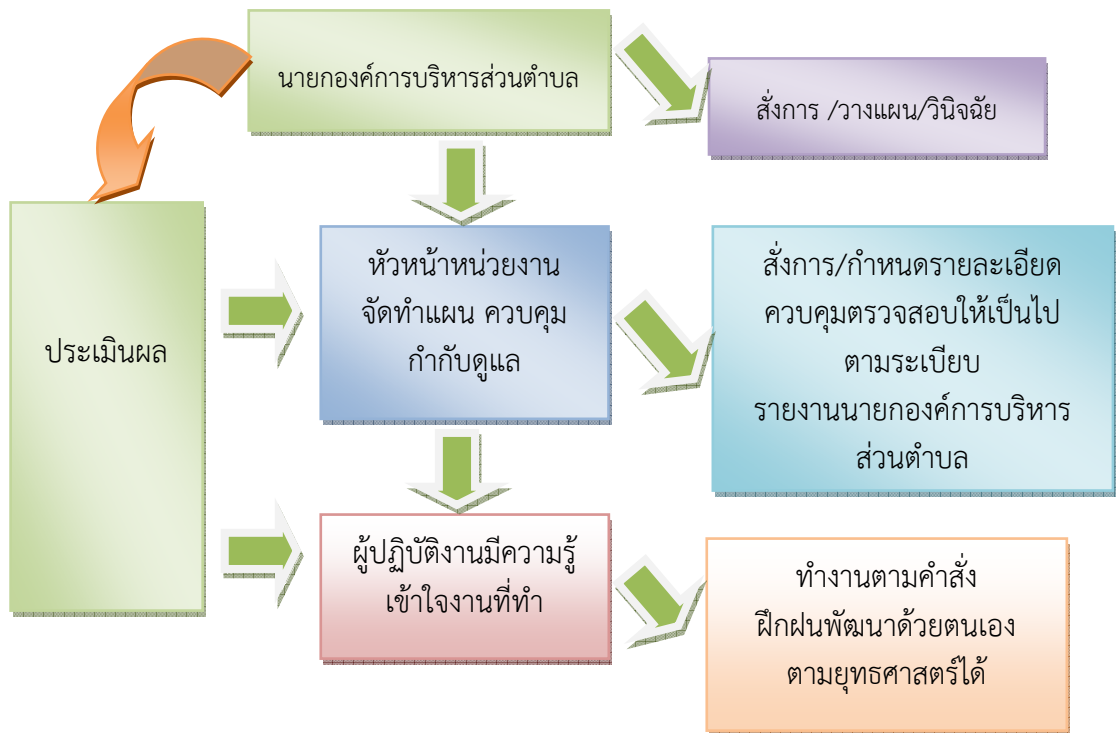 นายกองค์การบริหารส่วนตำบล
สั่งการ /วางแผน/วินิจฉัย
ประเมินผล
หัวหน้าหน่วยงาน
จัดทำแผน ควบคุม
กำกับดูแล
สั่งการ/กำหนดรายละเอียด
ควบคุมตรวจสอบให้เป็นไป
ตามระเบียบ
รายงานนายกองค์การบริหาร
ส่วนตำบล
ผู้ปฏิบัติงานมีความรู้
เข้าใจงานที่ทำ
ทำงานตามคำสั่ง
ฝึกฝนพัฒนาด้วยตนเอง
ตามยุทธศาสตร์ได้